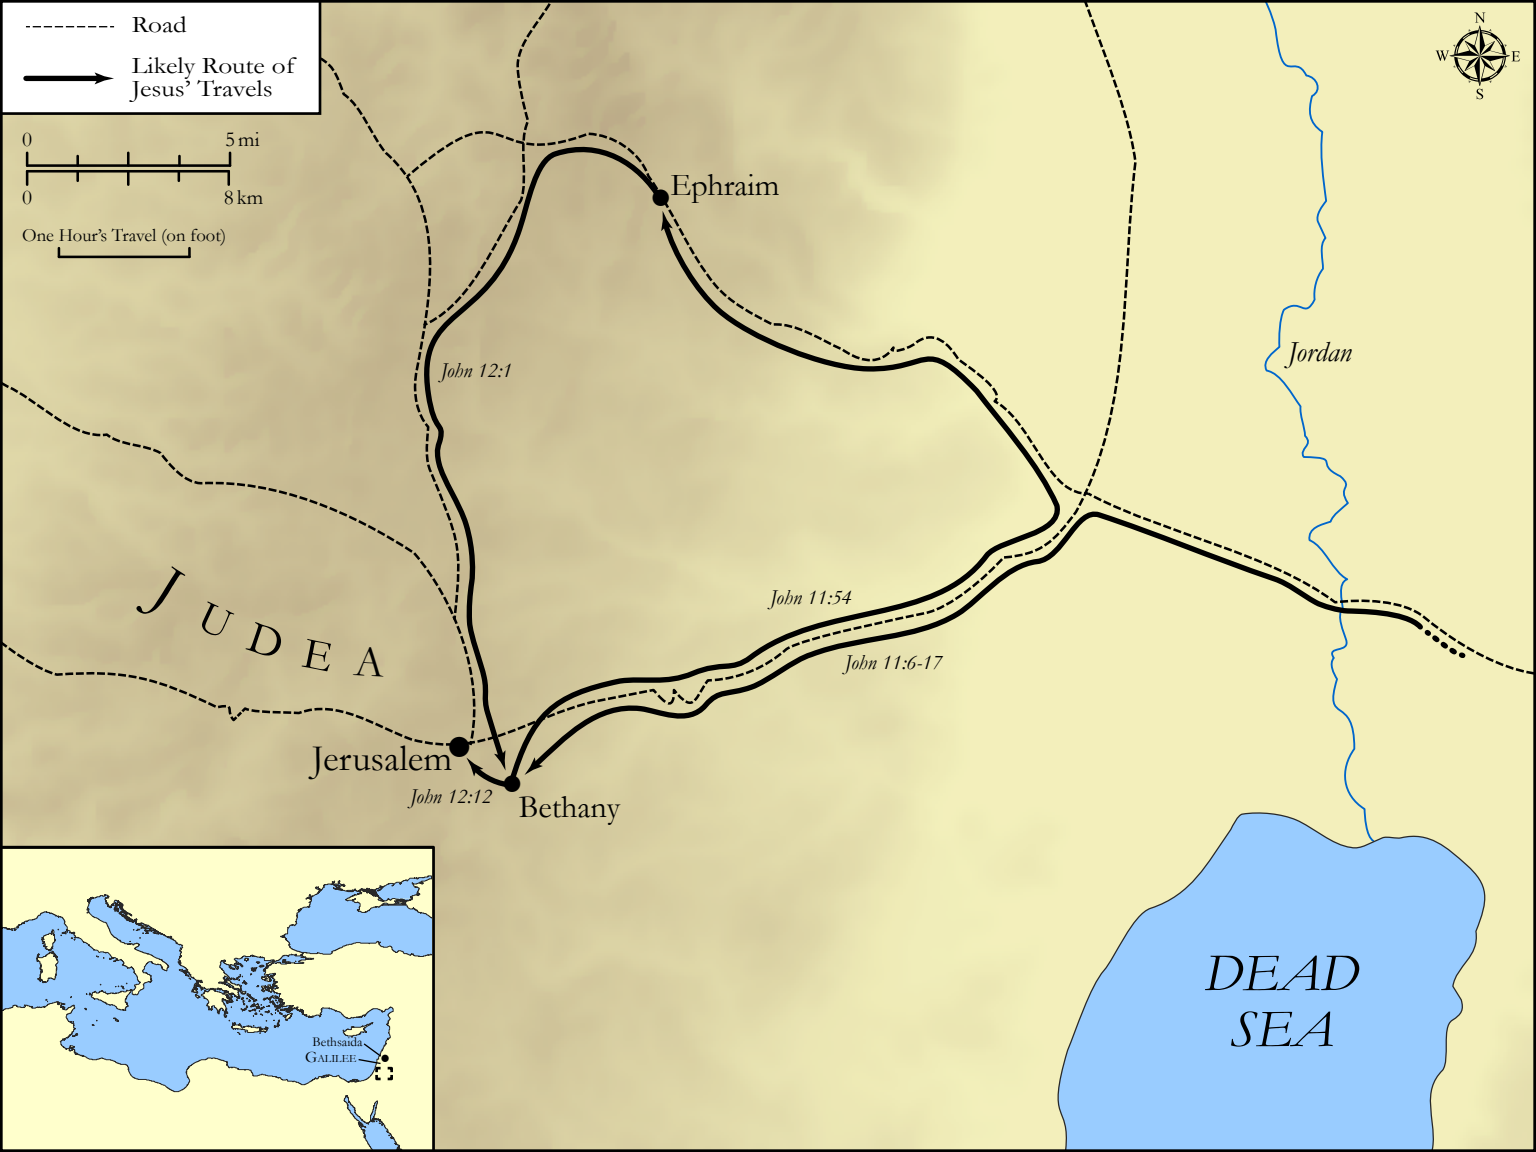 Road
Likely Route of
Jesus' Travels
N
W
E
S
0
5 mi
0
8 km
One Hour's Travel (on foot)
Ephraim
Jordan
John 12:1
JUDEA
John 11:54
John 11:6-17
Jerusalem
John 12:12
Bethany
DEAD
SEA
Bethsaida
GALILEE